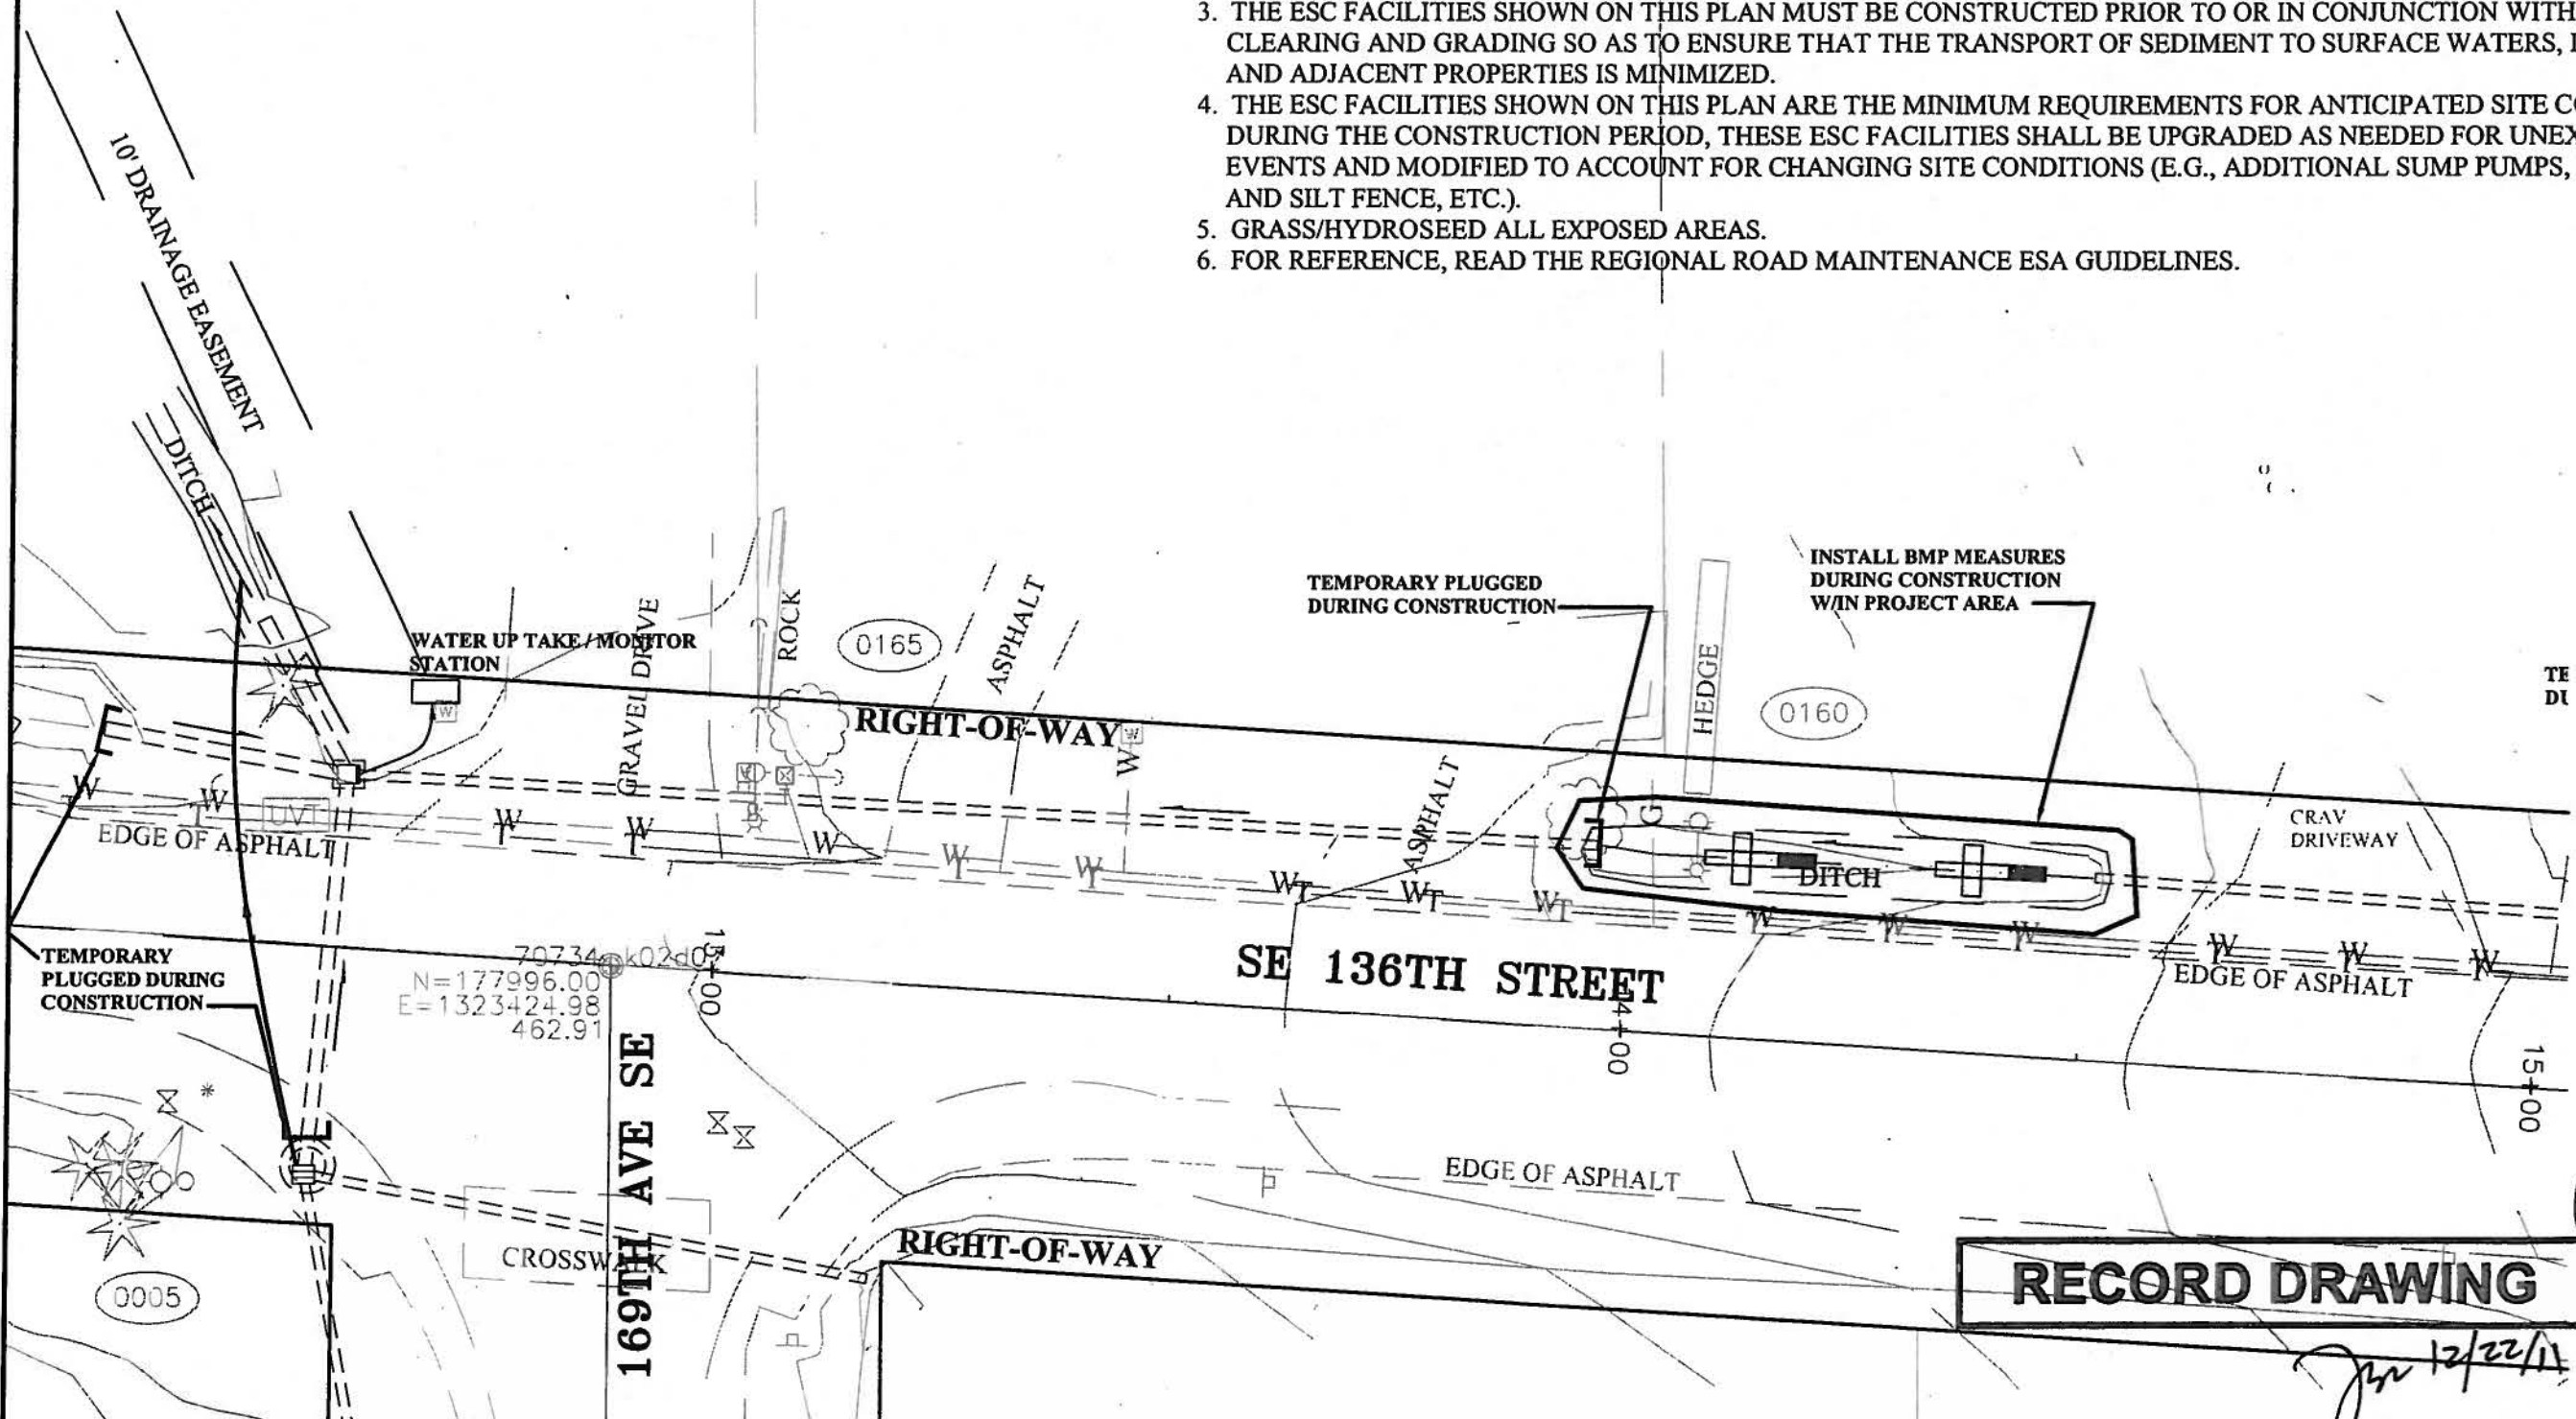 3. THE ESC FACILITIES SHOWN ON THIS PLAN MUST BE CONSTRUCTED PRIOR TO OR IN CONJUNCTION WITH
CLEARING AND GRADING SO AS TO ENSURE THAT THE TRANSPORT OF SEDIMENT TO SURFACE WATERS,
AND ADJACENT PROPERTIES IS MINIMIZED.
4. THE ESC FACILITIES SHOWN ON THIS PLAN ARE THE MINIMUM REQUIREMENTS FOR ANTICIPATED SITE
DURING THE CONSTRUCTION PERIOD, THESE ESC FACILITIES SHALL BE UPGRADED AS NEEDED FOR
EVENTS AND MODIFIED TO ACCOUNT FOR CHANGING SITE CONDITIONS (E.G., ADDITIONAL SUMP PUMPS,
AND SILT FENCE, ETC.).
5. GRASS/HYDROSEED ALL EXPOSED AREAS.
6. FOR REFERENCE, READ THE REGIONAL ROAD MAINTENANCE ESA GUIDELINES.
10' DRAINAGE EASEMENT
DITCH
WATER UP TAKE / MONITOR
STATION
GRAVEL DRIVE
ROCK
0165
ASPHALT
TEMPORARY PLUGGED
DURING CONSTRUCTION
HEDGE
INSTALL BMP MEASURES
DURING CONSTRUCTION
W/IN PROJECT AREA
0160
TE
DU
RIGHT-OF-WAY
W
W
W
W
ASPHALT
G
DITCH
CRAV
DRIVEWAY
W
T
W
T
UVT
EDGE OF ASPHALT
W
T
W
T
W
W
T
W
T
W
T
W
T
W
T
W
W
W
W
W
W
EDGE OF ASPHALT
TEMPORARY
PLUGGED DURING
CONSTRUCTION
N=177996.00
E=1323424.98
462.91
13+00
SE 136TH STREET
14+00
15+00
169TH AVE SE
EDGE OF ASPHALT
CROSSWALK
RIGHT-OF-WAY
0005
RECORD DRAWING
12/22/11